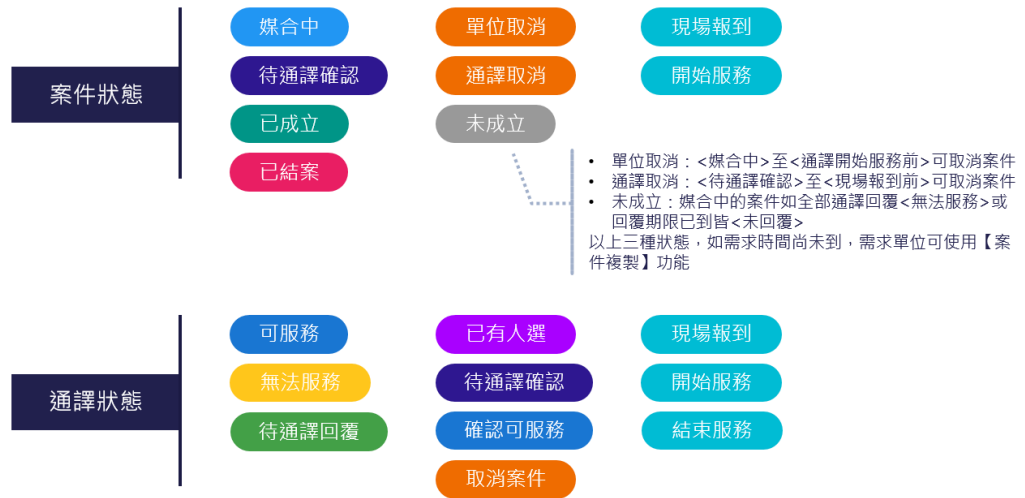 案件狀態
媒合中
待通譯確認
已成立
已結案
單位取消
通譯取消
未成立
現場報到
開始服務
• 單位取消：<媒合中>至<通譯開始服務前>可取消案件
• 通譯取消：<待通譯確認>至<現場報到前>可取消案件
• 未成立：媒合中的案件如全部通譯回覆<無法服務>或
回覆期限已到皆<未回覆>
以上三種狀態，如需求時間尚未到，需求單位可使用【案
件複製】功能
通譯狀態
可服務
無法服務
待通譯回覆
已有人選
待通譯確認
確認可服務
取消案件
現場報到
開始服務
結束服務